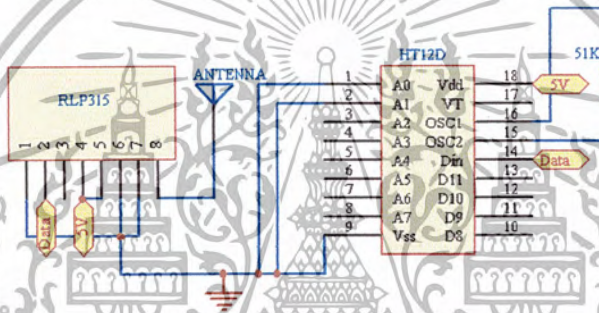 HT12D
51K
ANTENNA
RLP315
1 2 3 4 5 6 7 8
Data
5V
1 A0 Vdd 18 5V
2 A1 VT 17
3 A2 OSC1 16
4 A3 OSC2 15
5 A4 Din 14 Data
6 A5 D11 13
7 A6 D10 12
8 A7 D9 11
9 Vss D8 10